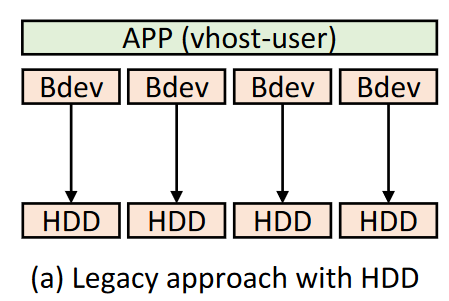 APP (vhost-user)
Bdev Bdev Bdev Bdev
HDD HDD HDD HDD
(a) Legacy approach with HDD